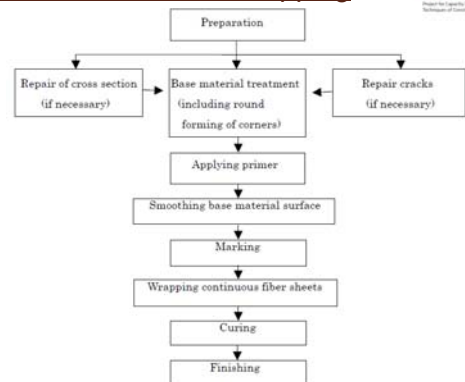 Preparation
Repair of cross section
(if necessary)
Base material treatment
(including round
forming of corners)
Repair cracks
(if necessary)
Applying primer
Smoothing base material surface
Marking
Wrapping continuous fiber sheets
Curing
Finishing